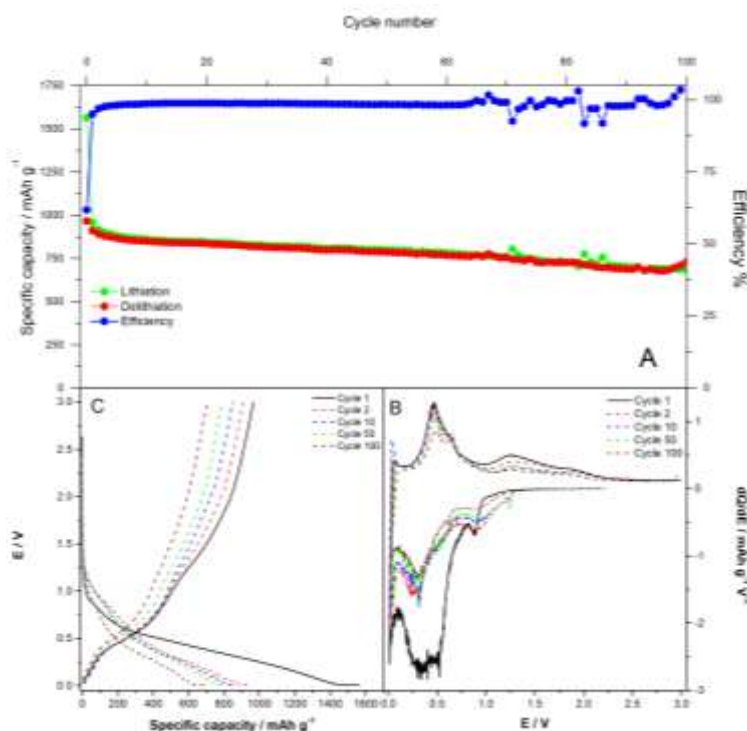 Cycle number
0 20 40 60 80 100
1750
1500
1250
1000
750
500
250
0
Specific capacity / mAh g⁻¹
100
75
50
25
0
Efficiency %
Lithiation
Delithiation
Efficiency
A
C
Cycle 1
Cycle 2
Cycle 10
Cycle 50
Cycle 100
3.0
2.5
2.0
1.5
1.0
0.5
0.0
E / V
0 200 400 600 800 1000 1200 1400 1600
Specific capacity / mAh g⁻¹
B
Cycle 1
Cycle 2
Cycle 10
Cycle 50
Cycle 100
1
0
-1
-2
-3
dQ/dE / mAh g⁻¹ V⁻¹
0.0 0.5 1.0 1.5 2.0 2.5 3.0
E / V